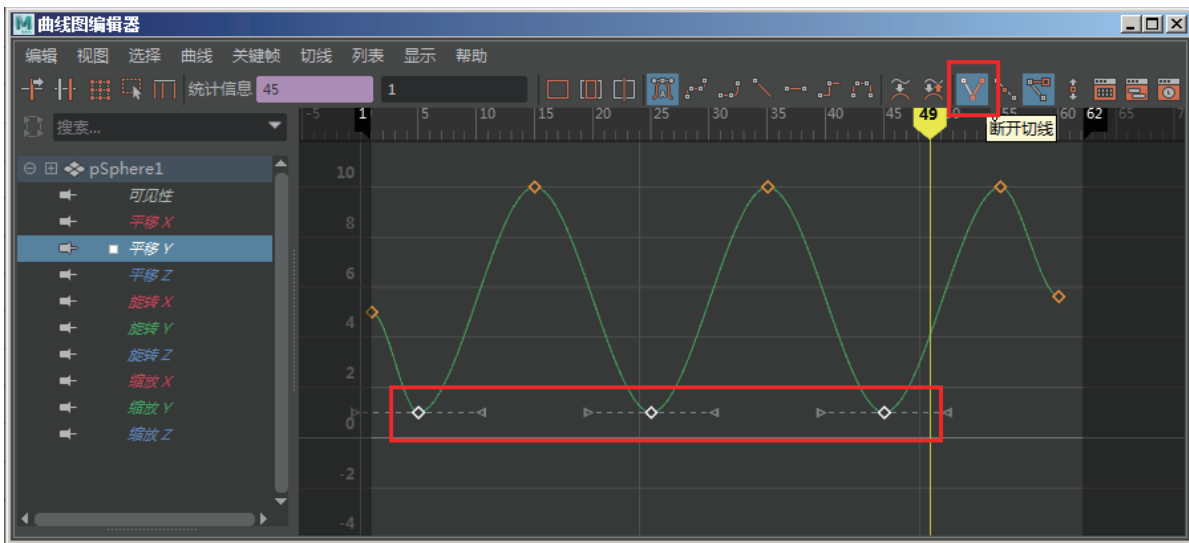 曲线图编辑器
编辑 视图 选择 曲线 关键帧 切线 列表 显示 帮助
统计信息 45 1
搜索...
-5 1 5 10 15 20 25 30 35 40 45 49 50 55 60 62 65 7
断开切线
pSphere1
可见性
平移 X
平移 Y
平移 Z
旋转 X
旋转 Y
旋转 Z
缩放 X
缩放 Y
缩放 Z
10
8
6
4
2
0
-2
-4